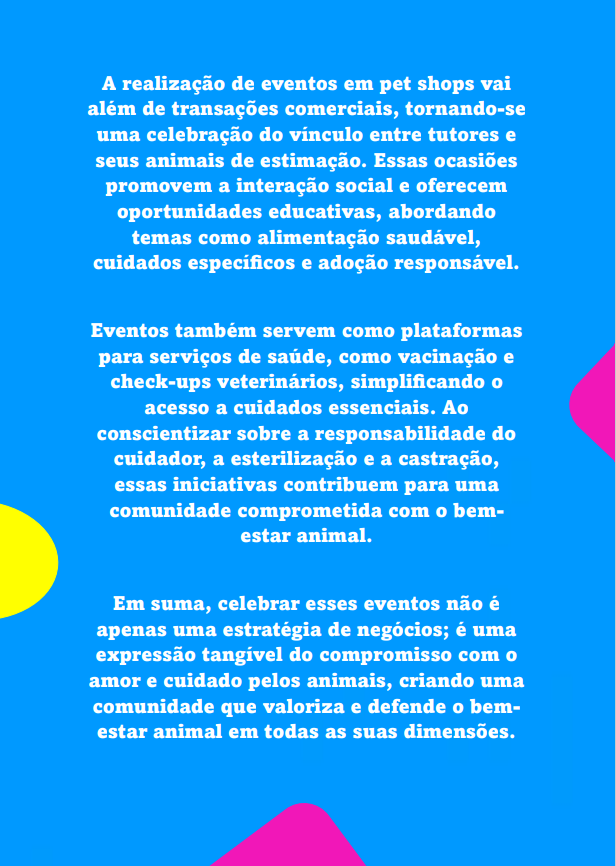 A realização de eventos em pet shops vai
além de transações comerciais, tornando-se
uma celebração do vínculo entre tutores e
seus animais de estimação. Essas ocasiões
promovem a interação social e oferecem
oportunidades educativas, abordando
temas como alimentação saudável,
cuidados específicos e adoção responsável.
Eventos também servem como plataformas
para serviços de saúde, como vacinação e
check-ups veterinários, simplificando o
acesso a cuidados essenciais. Ao
conscientizar sobre a responsabilidade do
cuidador, a esterilização e a castração,
essas iniciativas contribuem para uma
comunidade comprometida com o bem-
estar animal.
Em suma, celebrar esses eventos não é
apenas uma estratégia de negócios; é uma
expressão tangível do compromisso com o
amor e cuidado pelos animais, criando uma
comunidade que valoriza e defende o bem-
estar animal em todas as suas dimensões.